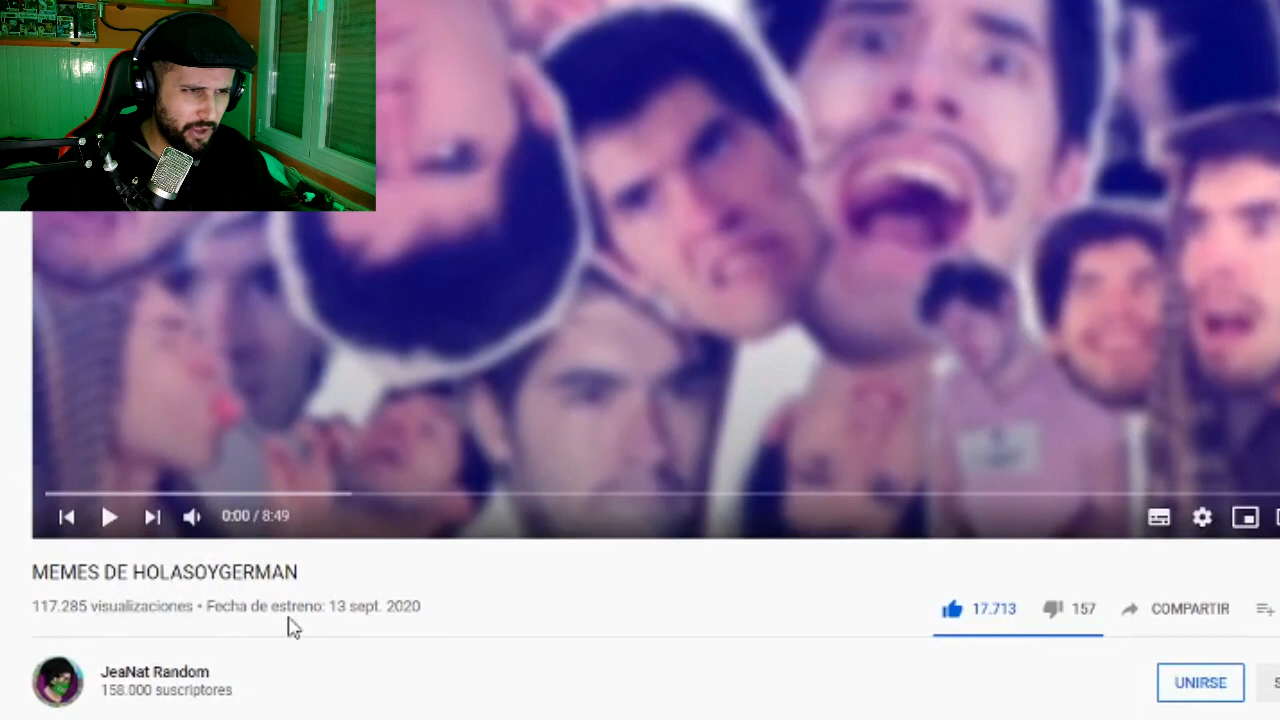 0:00 / 8:49
MEMES DE HOLASOYGERMAN
117.285 visualizaciones • Fecha de estreno: 13 sept. 2020
17.713
157
COMPARTIR
JeaNat Random
158.000 suscriptores
UNIRSE
S